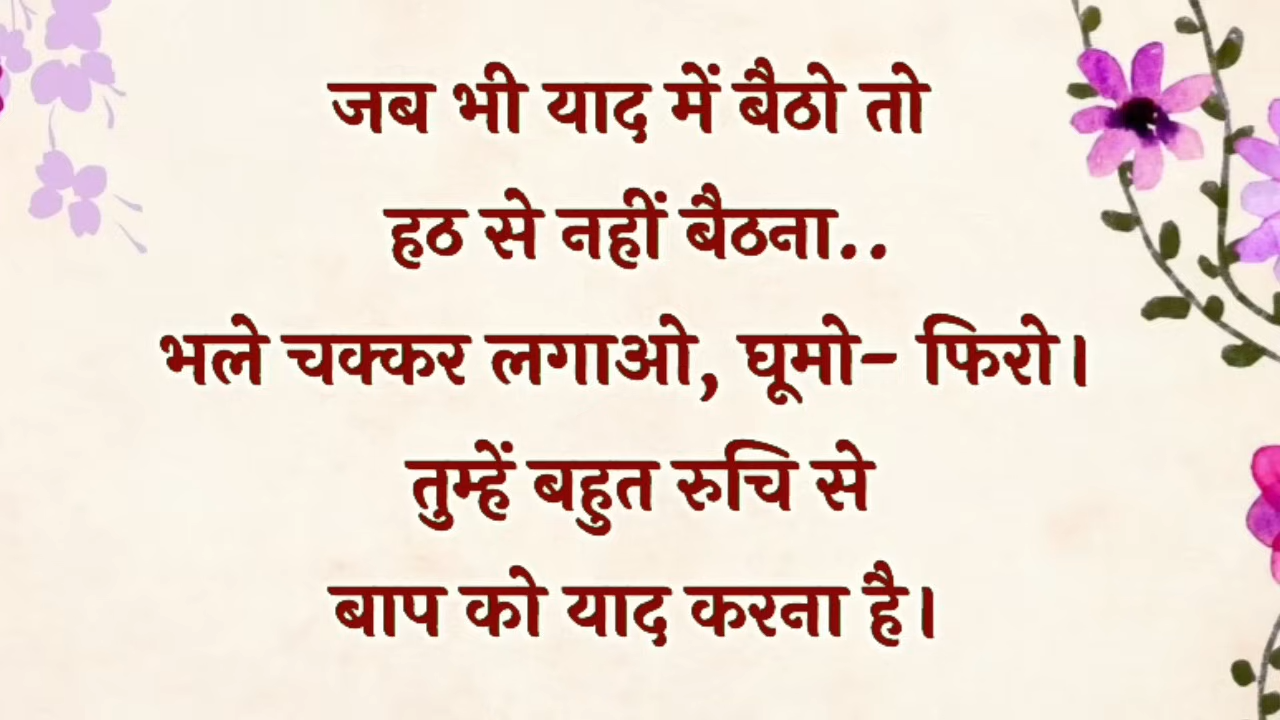 जब भी याद में बैठो तो
हठ से नहीं बैठना..
भले चक्कर लगाओ, घूमो- फिरो।
तुम्हें बहुत रुचि से
बाप को याद करना है।